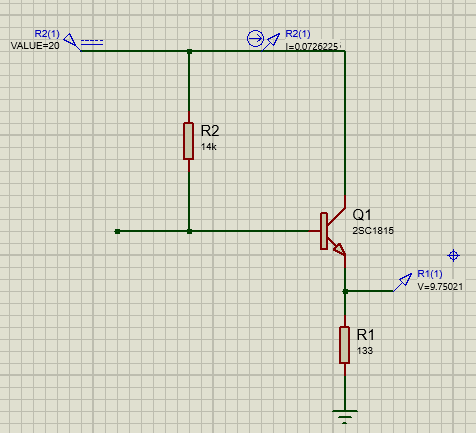 R2(1)
VALUE=20
R2(1)
I=0.0726225
R2
14k
Q1
2SC1815
R1(1)
V=9.75021
R1
133